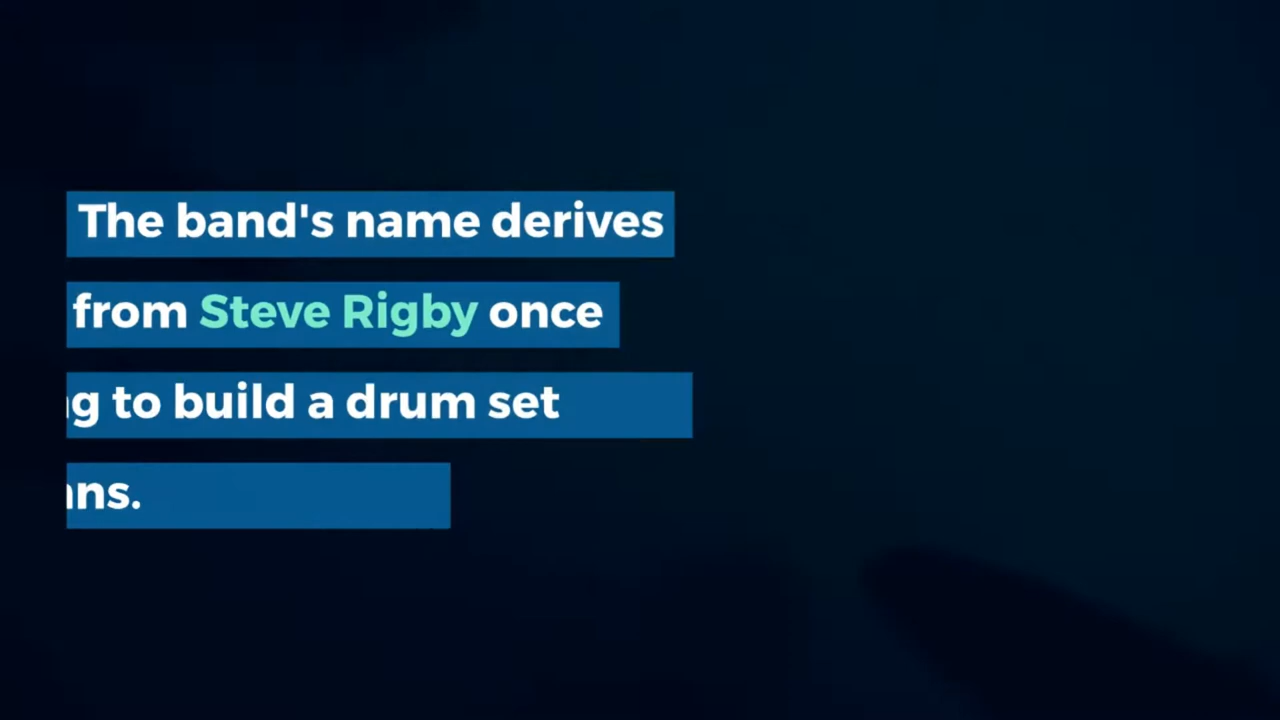 The band's name derives
from Steve Rigby once
to build a drum set